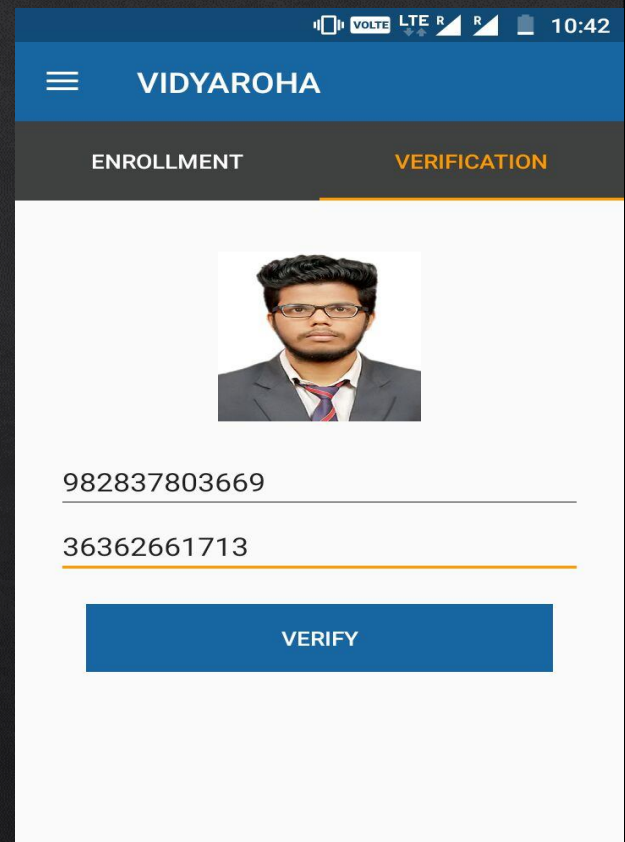 VOLTE LTE R R 10:42
VIDYAROHA
ENROLLMENT VERIFICATION
982837803669
36362661713
VERIFY